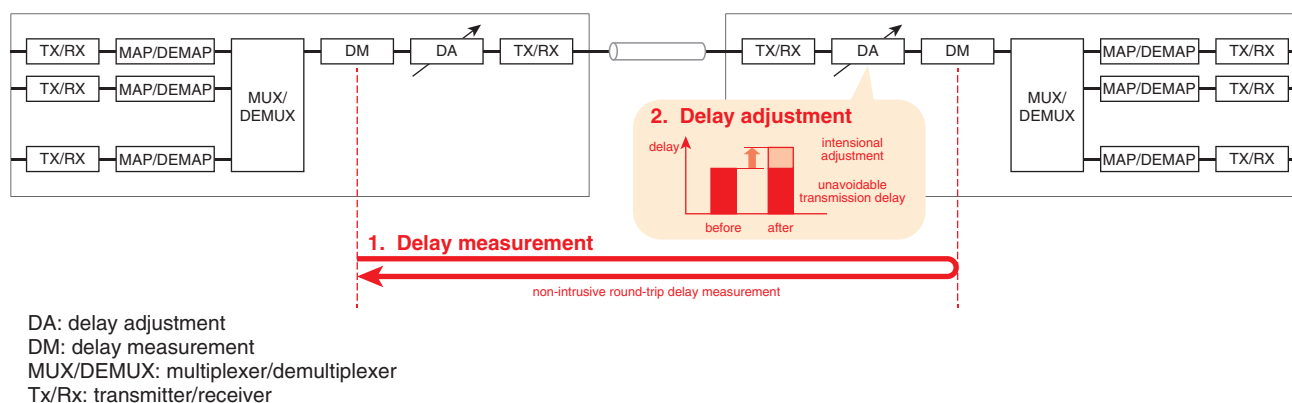 TX/RX MAP/DEMAP DM DA TX/RX TX/RX DA DM MAP/DEMAP TX/RX
TX/RX MAP/DEMAP MAP/DEMAP TX/RX
MUX/
DEMUX
MUX/
DEMUX
TX/RX MAP/DEMAP MAP/DEMAP TX/RX
2. Delay adjustment
delay
intensional
adjustment
unavoidable
transmission delay
before after
1. Delay measurement
non-intrusive round-trip delay measurement
DA: delay adjustment
DM: delay measurement
MUX/DEMUX: multiplexer/demultiplexer
Tx/Rx: transmitter/receiver